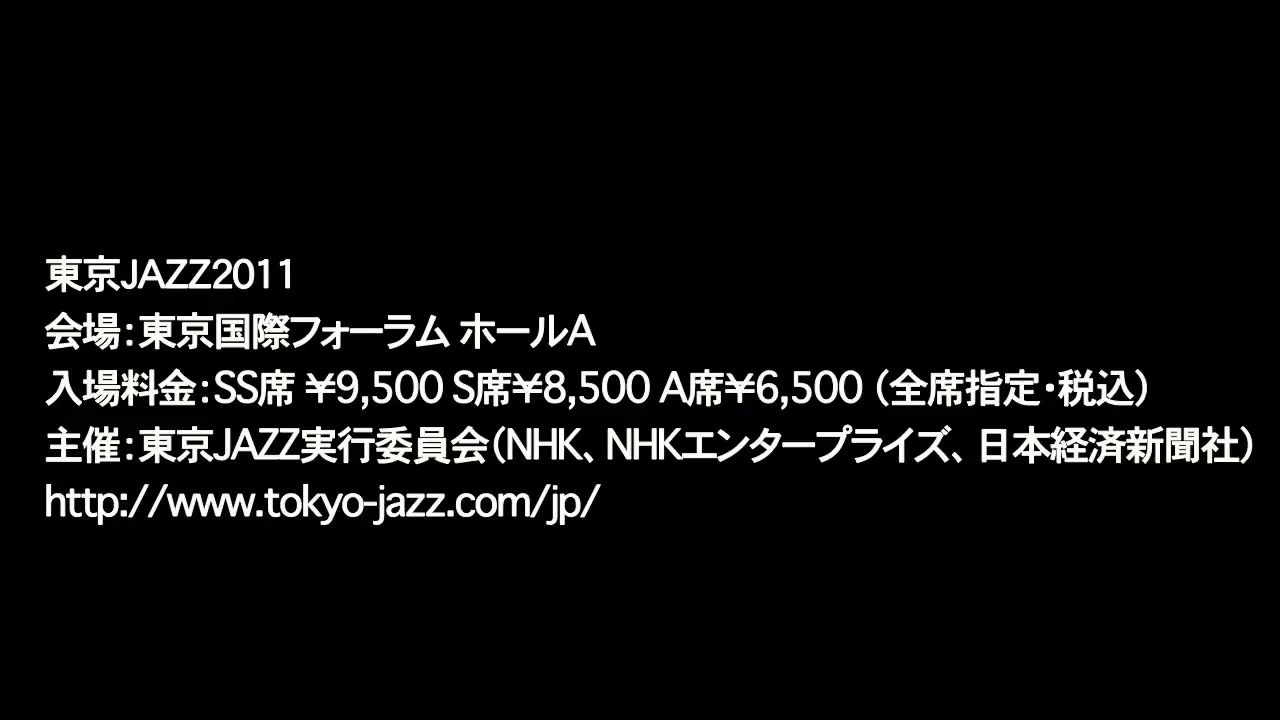 東京JAZZ2011
会場：東京国際フォーラム ホールA
入場料金：SS席 ¥9,500 S席¥8,500 A席¥6,500 （全席指定・税込）
主催：東京JAZZ実行委員会（NHK、NHKエンタープライズ、日本経済新聞社）
http://www.tokyo-jazz.com/jp/